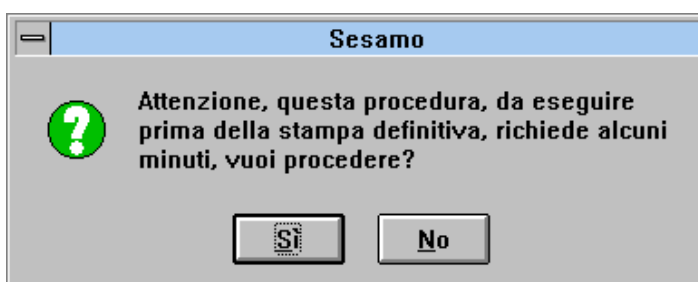 Sesamo
Attenzione, questa procedura, da eseguire
prima della stampa definitiva, richiede alcuni
minuti, vuoi procedere?
Sì No